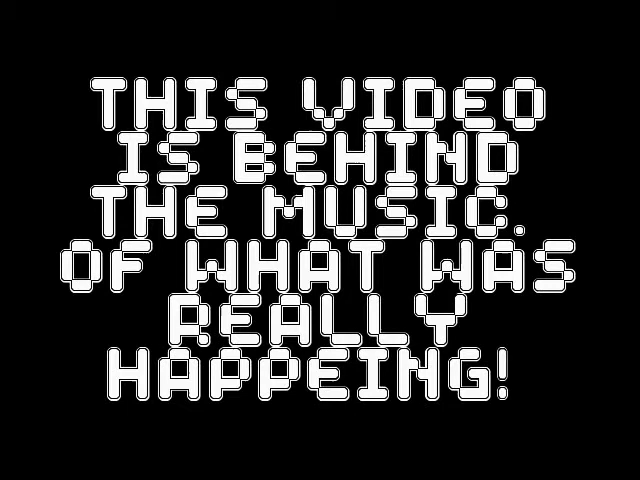 THIS VIDEO
IS BEHIND
THE MUSIC.
OF WHAT WAS
REALLY
HAPPEING!